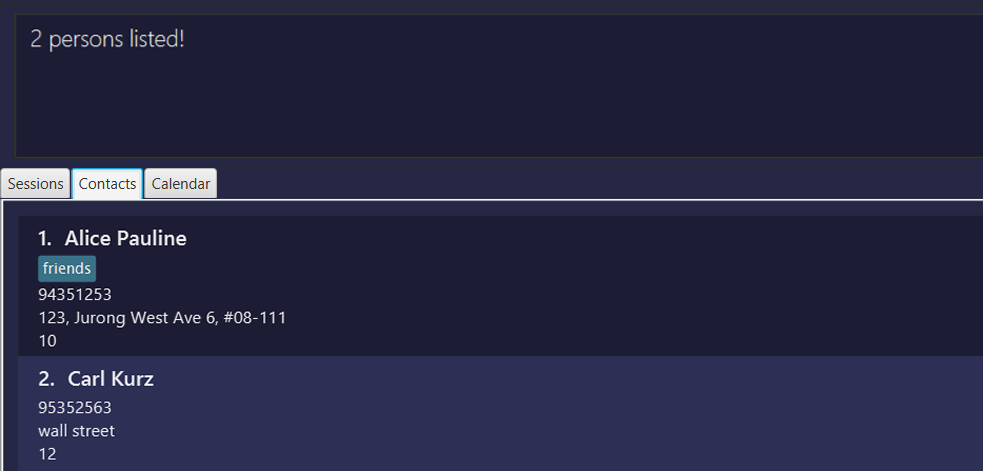 2 persons listed!
Sessions Contacts Calendar
1. Alice Pauline
friends
94351253
123, Jurong West Ave 6, #08-111
10
2. Carl Kurz
95352563
wall street
12